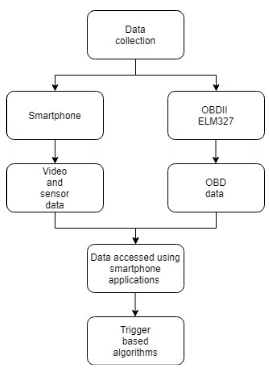 Data
collection
Smartphone
OBDII
ELM327
Video
and
sensor
data
OBD
data
Data accessed using
smartphone
applications
Trigger
based
algorithms